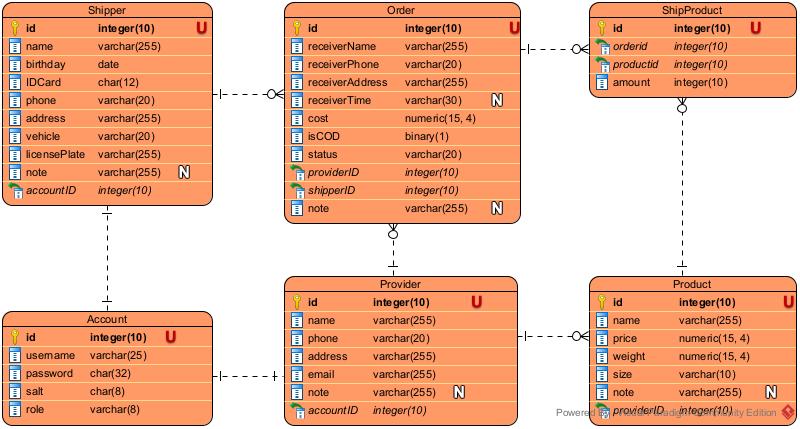 Shipper
id integer(10) U
name varchar(255)
birthday date
IDCard char(12)
phone varchar(20)
address varchar(255)
vehicle varchar(20)
licensePlate varchar(255)
note varchar(255) N
accountID integer(10)
Order
id integer(10) U
receiverName varchar(255)
receiverPhone varchar(20)
receiverAddress varchar(255)
receiverTime varchar(30) N
cost numeric(15, 4)
isCOD binary(1)
status varchar(20)
providerID integer(10)
shipperID integer(10)
note varchar(255) N
ShipProduct
id integer(10) U
orderid integer(10)
productid integer(10)
amount integer(10)
Account
id integer(10) U
username varchar(25)
password char(32)
salt char(8)
role varchar(8)
Provider
id integer(10) U
name varchar(255)
phone varchar(20)
address varchar(255)
email varchar(255)
note varchar(255) N
accountID integer(10)
Product
id integer(10) U
name varchar(255)
price numeric(15, 4)
weight numeric(15, 4)
size varchar(10)
note varchar(255) N
providerID integer(10)
Powered By Visual Paradigm Community Edition